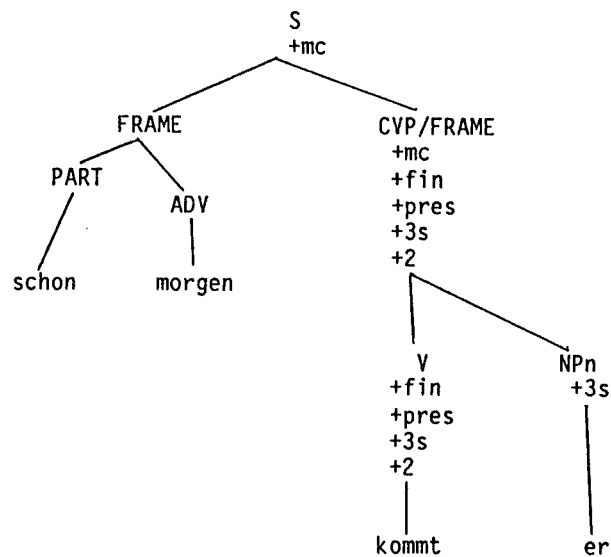 S
+mc
FRAME CVP/FRAME
+mc
PART +fin
+pres
ADV +3s
+2
schon morgen
V NPn
+fin +3s
+pres
+3s
+2
kommt er